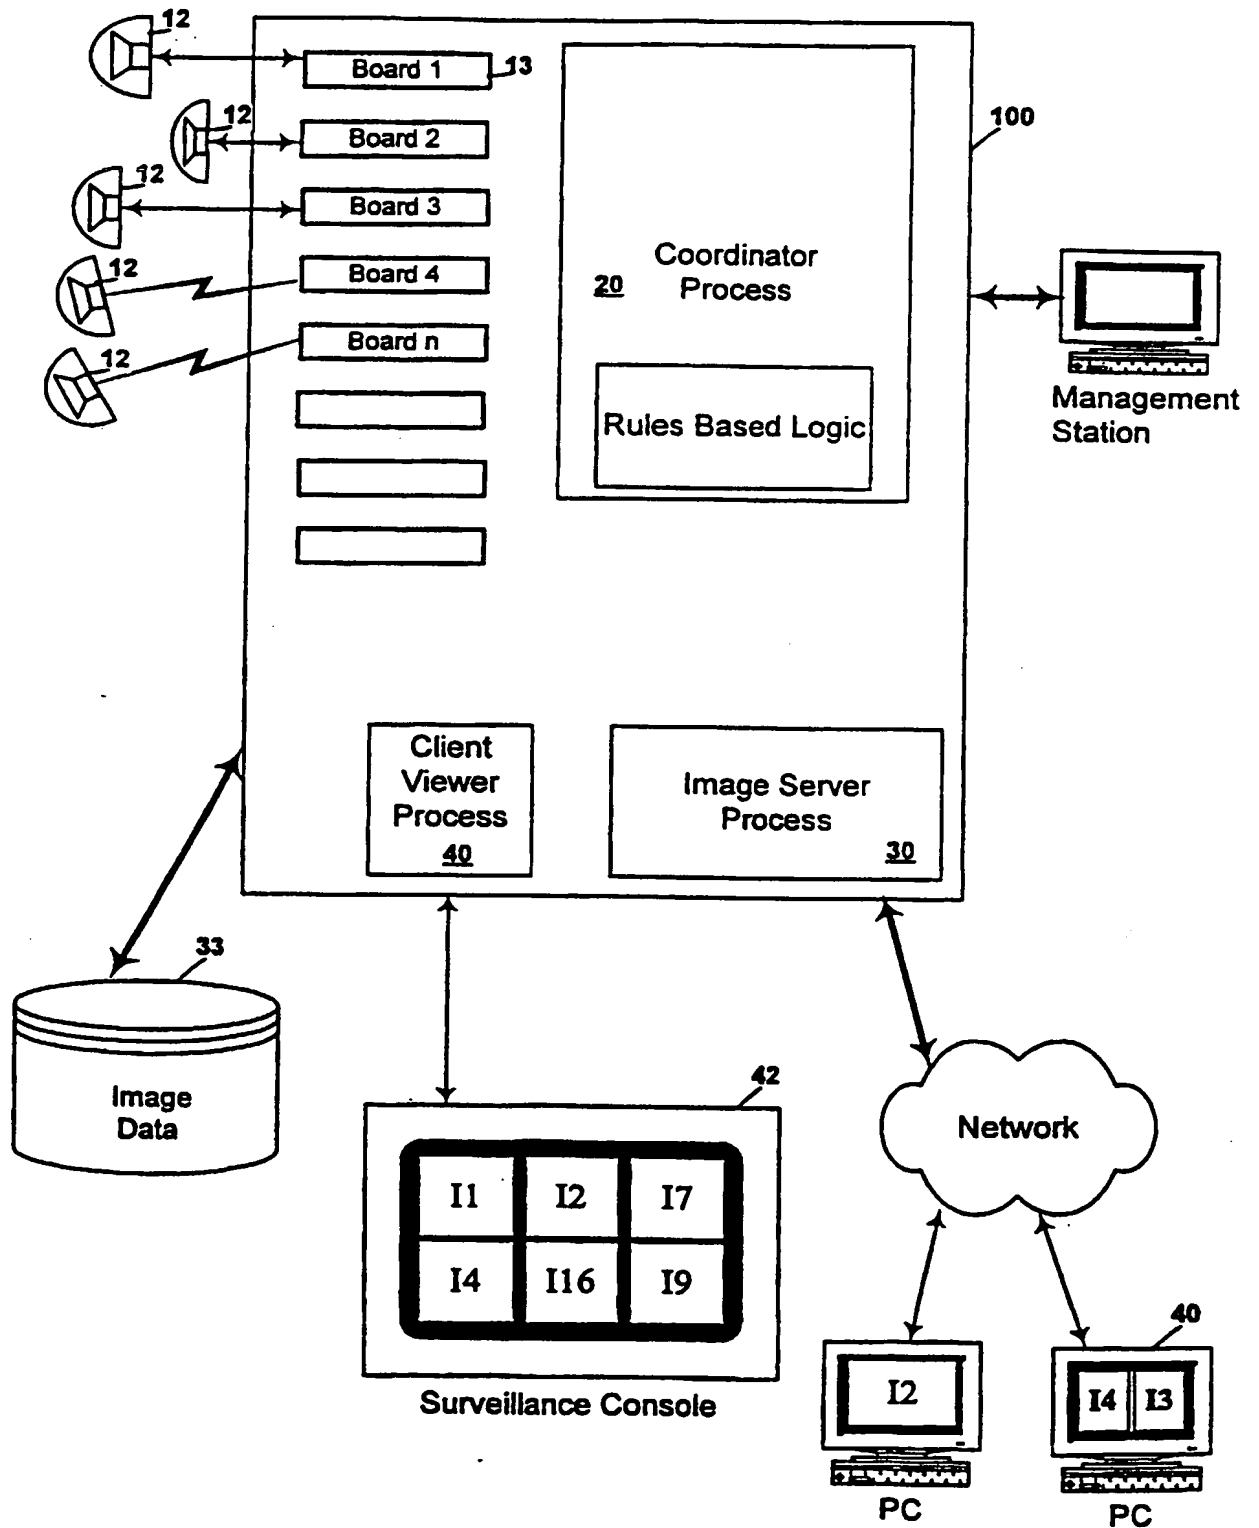 12
Board 1
13
12
Board 2
100
12
Board 3
Coordinator
Process
20
12
Board 4
12
Board n
Rules Based Logic
Management
Station
Client
Viewer
Process
40
Image Server
Process
30
33
Image
Data
42
I1 I2 I7
I4 I16 I9
Surveillance Console
Network
40
I2
I4 I3
PC
PC